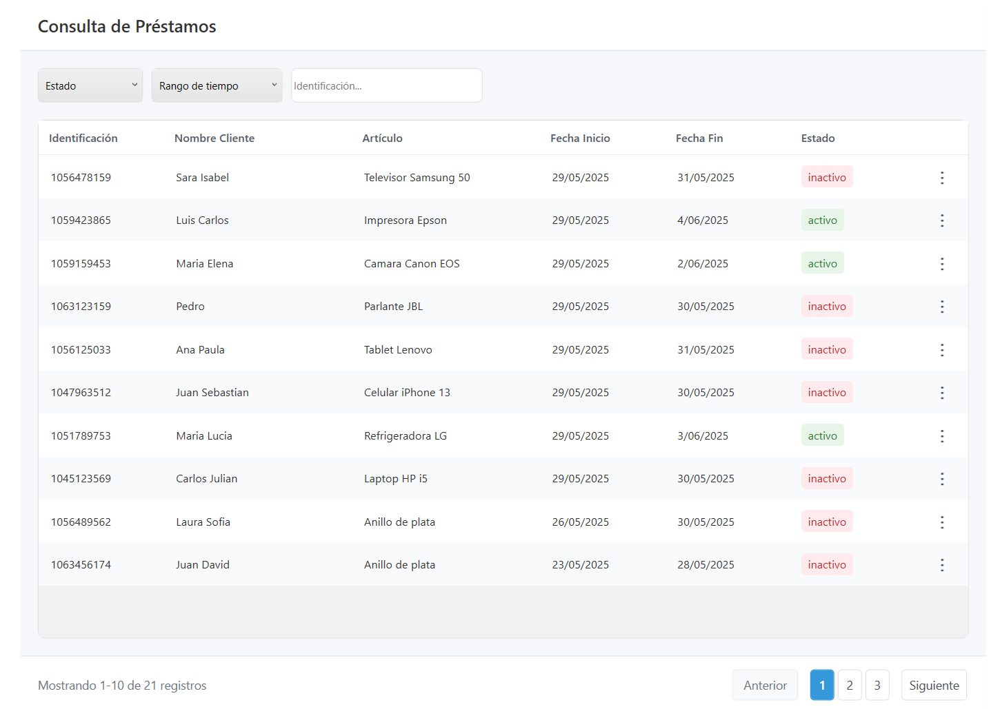 Consulta de Préstamos
Estado Rango de tiempo Identificación...
Identificación Nombre Cliente Artículo Fecha Inicio Fecha Fin Estado
1056478159 Sara Isabel Televisor Samsung 50 29/05/2025 31/05/2025 inactivo
1059423865 Luis Carlos Impresora Epson 29/05/2025 4/06/2025 activo
1059159453 Maria Elena Camara Canon EOS 29/05/2025 2/06/2025 activo
1063123159 Pedro Parlante JBL 29/05/2025 30/05/2025 inactivo
1056125033 Ana Paula Tablet Lenovo 29/05/2025 31/05/2025 inactivo
1047963512 Juan Sebastian Celular iPhone 13 29/05/2025 30/05/2025 inactivo
1051789753 Maria Lucia Refrigeradora LG 29/05/2025 3/06/2025 activo
1045123569 Carlos Julian Laptop HP i5 29/05/2025 30/05/2025 inactivo
1056489562 Laura Sofia Anillo de plata 26/05/2025 30/05/2025 inactivo
1063456174 Juan David Anillo de plata 23/05/2025 28/05/2025 inactivo
Mostrando 1-10 de 21 registros Anterior 1 2 3 Siguiente